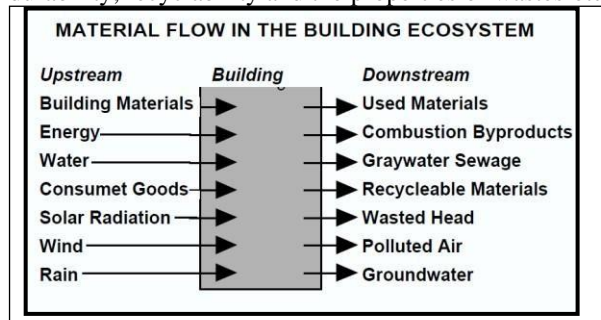 MATERIAL FLOW IN THE BUILDING ECOSYSTEM
Upstream Building Downstream
Building Materials Used Materials
Energy Combustion Byproducts
Water Graywater Sewage
Consumet Goods Recycleable Materials
Solar Radiation Wasted Head
Wind Polluted Air
Rain Groundwater